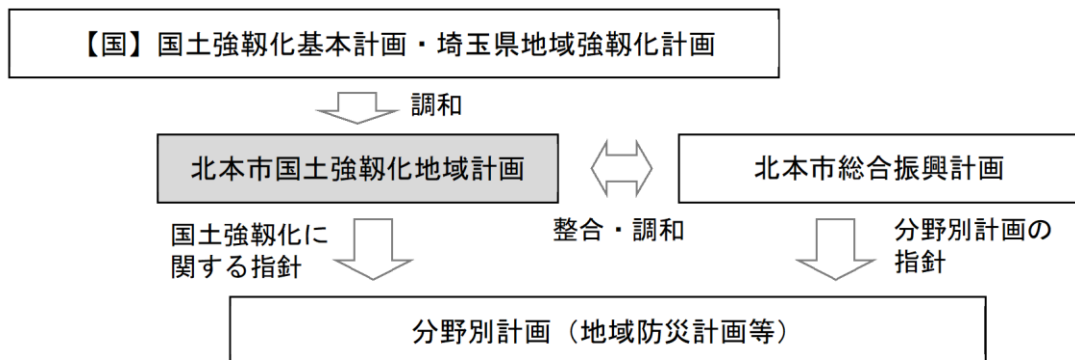 【国】国土強靱化基本計画・埼玉県地域強靱化計画
調和
北本市国土強靱化地域計画
北本市総合振興計画
整合・調和
国土強靱化に
関する指針
分野別計画の
指針
分野別計画（地域防災計画等）